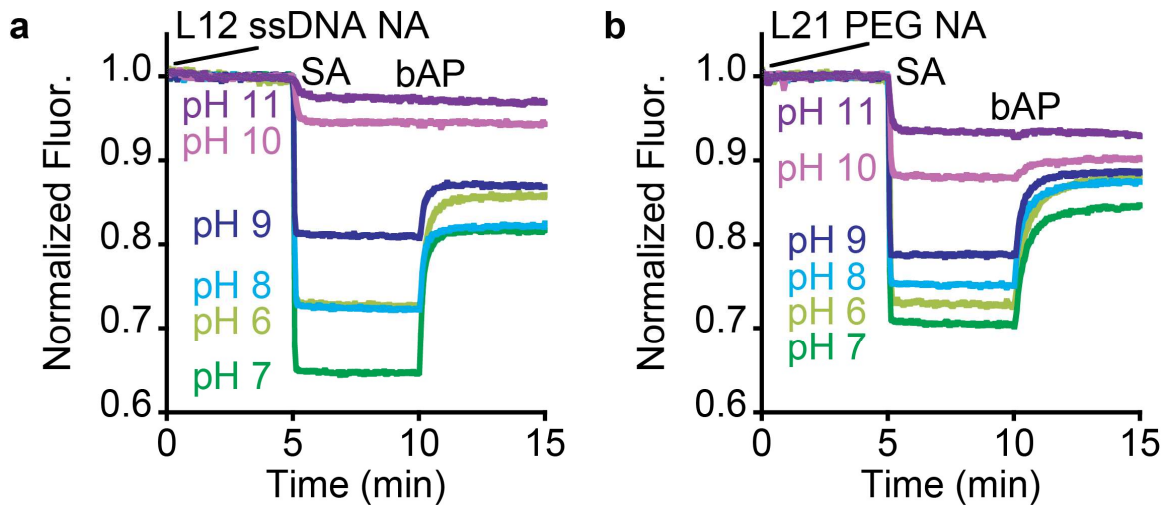 a
L12 ssDNA NA
SA
bAP
pH 11
pH 10
pH 9
pH 8
pH 6
pH 7
Normalized Fluor.
1.0
0.9
0.8
0.7
0.6
0
5
10
15
Time (min)
b
L21 PEG NA
SA
bAP
pH 11
pH 10
pH 9
pH 8
pH 6
pH 7
Normalized Fluor.
1.0
0.9
0.8
0.7
0.6
0
5
10
15
Time (min)